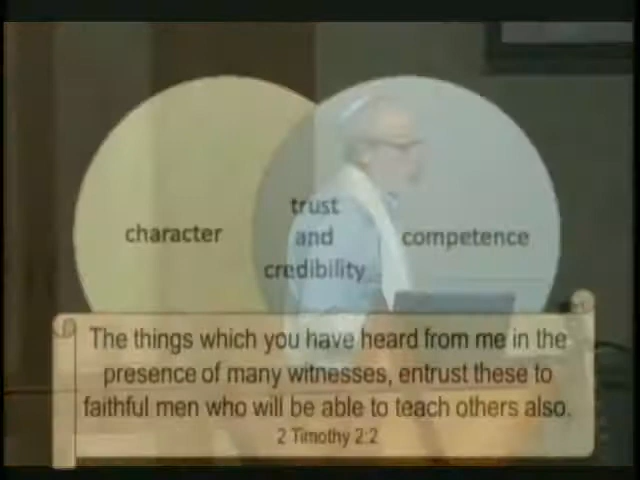 character
trust
and
credibility
competence
The things which you have heard from me in the
presence of many witnesses, entrust these to
faithful men who will be able to teach others also.
2 Timothy 2:2